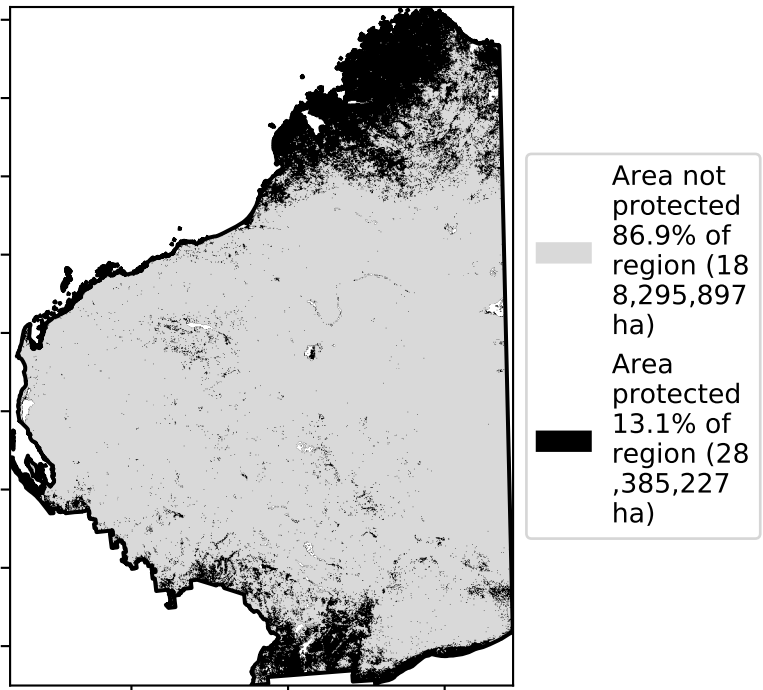 Area not
protected
86.9% of
region (18
8,295,897
ha)
Area
protected
13.1% of
region (28
,385,227
ha)